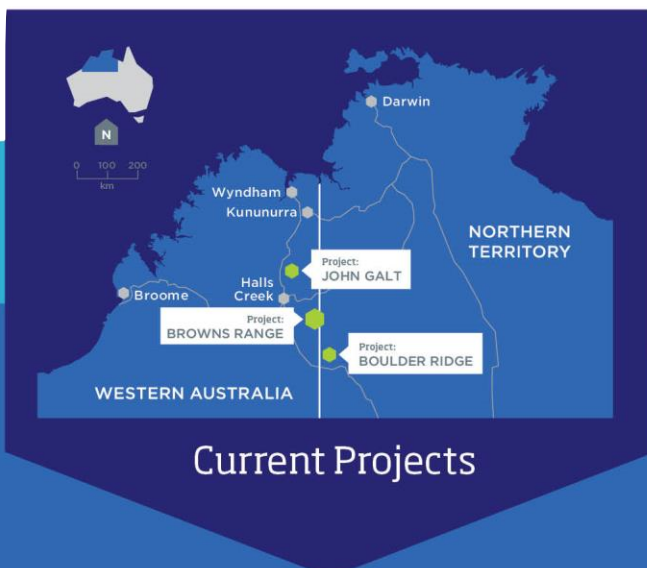 Darwin
N
0 100 200
km
Wyndham
Kununurra
NORTHERN
TERRITORY
Project:
JOHN GALT
Broome
Halls
Creek
Project:
BROWNS RANGE
Project:
BOULDER RIDGE
WESTERN AUSTRALIA
Current Projects